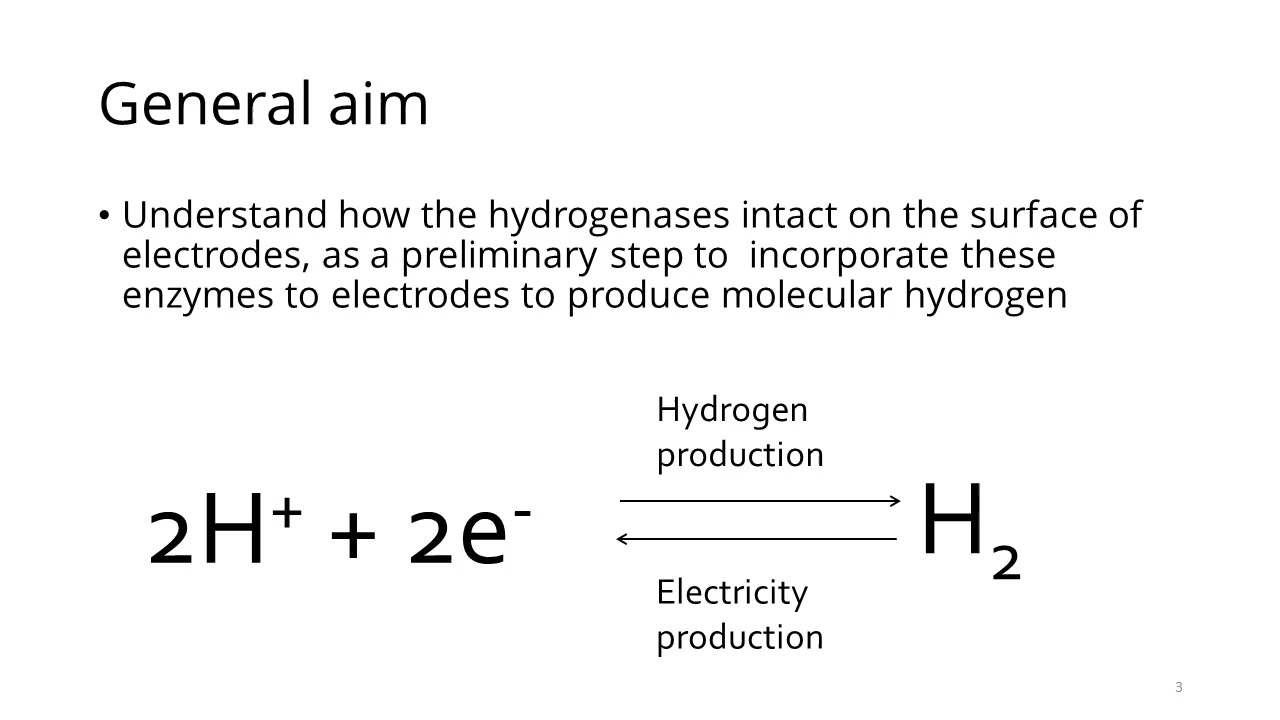 General aim
• Understand how the hydrogenases intact on the surface of
electrodes, as a preliminary step to  incorporate these
enzymes to electrodes to produce molecular hydrogen
Hydrogen
production
2H⁺ + 2e⁻
H₂
Electricity
production
3